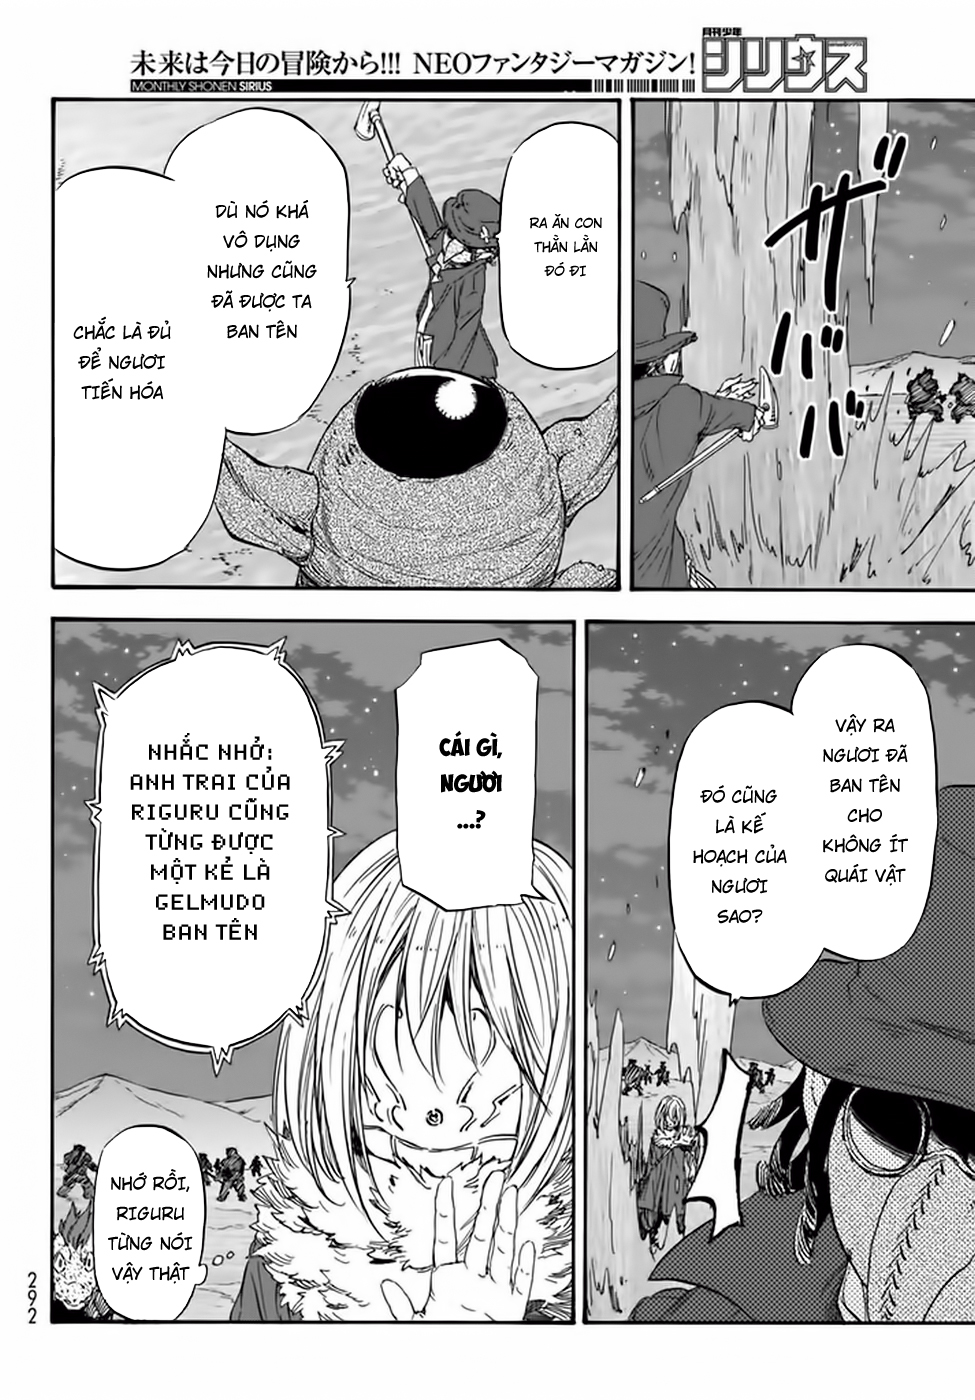 未来は今日の冒険から!!! NEOファンタジーマガジン!
月刊少年
シリウス
MONTHLY SHONEN SIRIUS
ザババ
RA ĂN CON
THẰN LẰN
ĐÓ ĐI
DÙ NÓ KHÁ
VÔ DỤNG
NHƯNG CŨNG
ĐÃ ĐƯỢC TA
BAN TÊN
CHẮC LÀ ĐỦ
ĐỂ NGƯƠI
TIẾN HÓA
VẬY RA
NGƯƠI ĐÃ
BAN TÊN
CHO
KHÔNG ÍT
QUÁI VẬT
ĐÓ CŨNG
LÀ KẾ
HOẠCH CỦA
NGƯƠI
SAO?
CÁI GÌ,
NGƯƠI
...?
NHẮC NHỞ:
ANH TRAI CỦA
RIGURU CŨNG
TỪNG ĐƯỢC
MỘT KẺ LÀ
GELMUDO
BAN TÊN
NHỚ RỒI,
RIGURU
TỪNG NÓI
VẬY THẬT
292